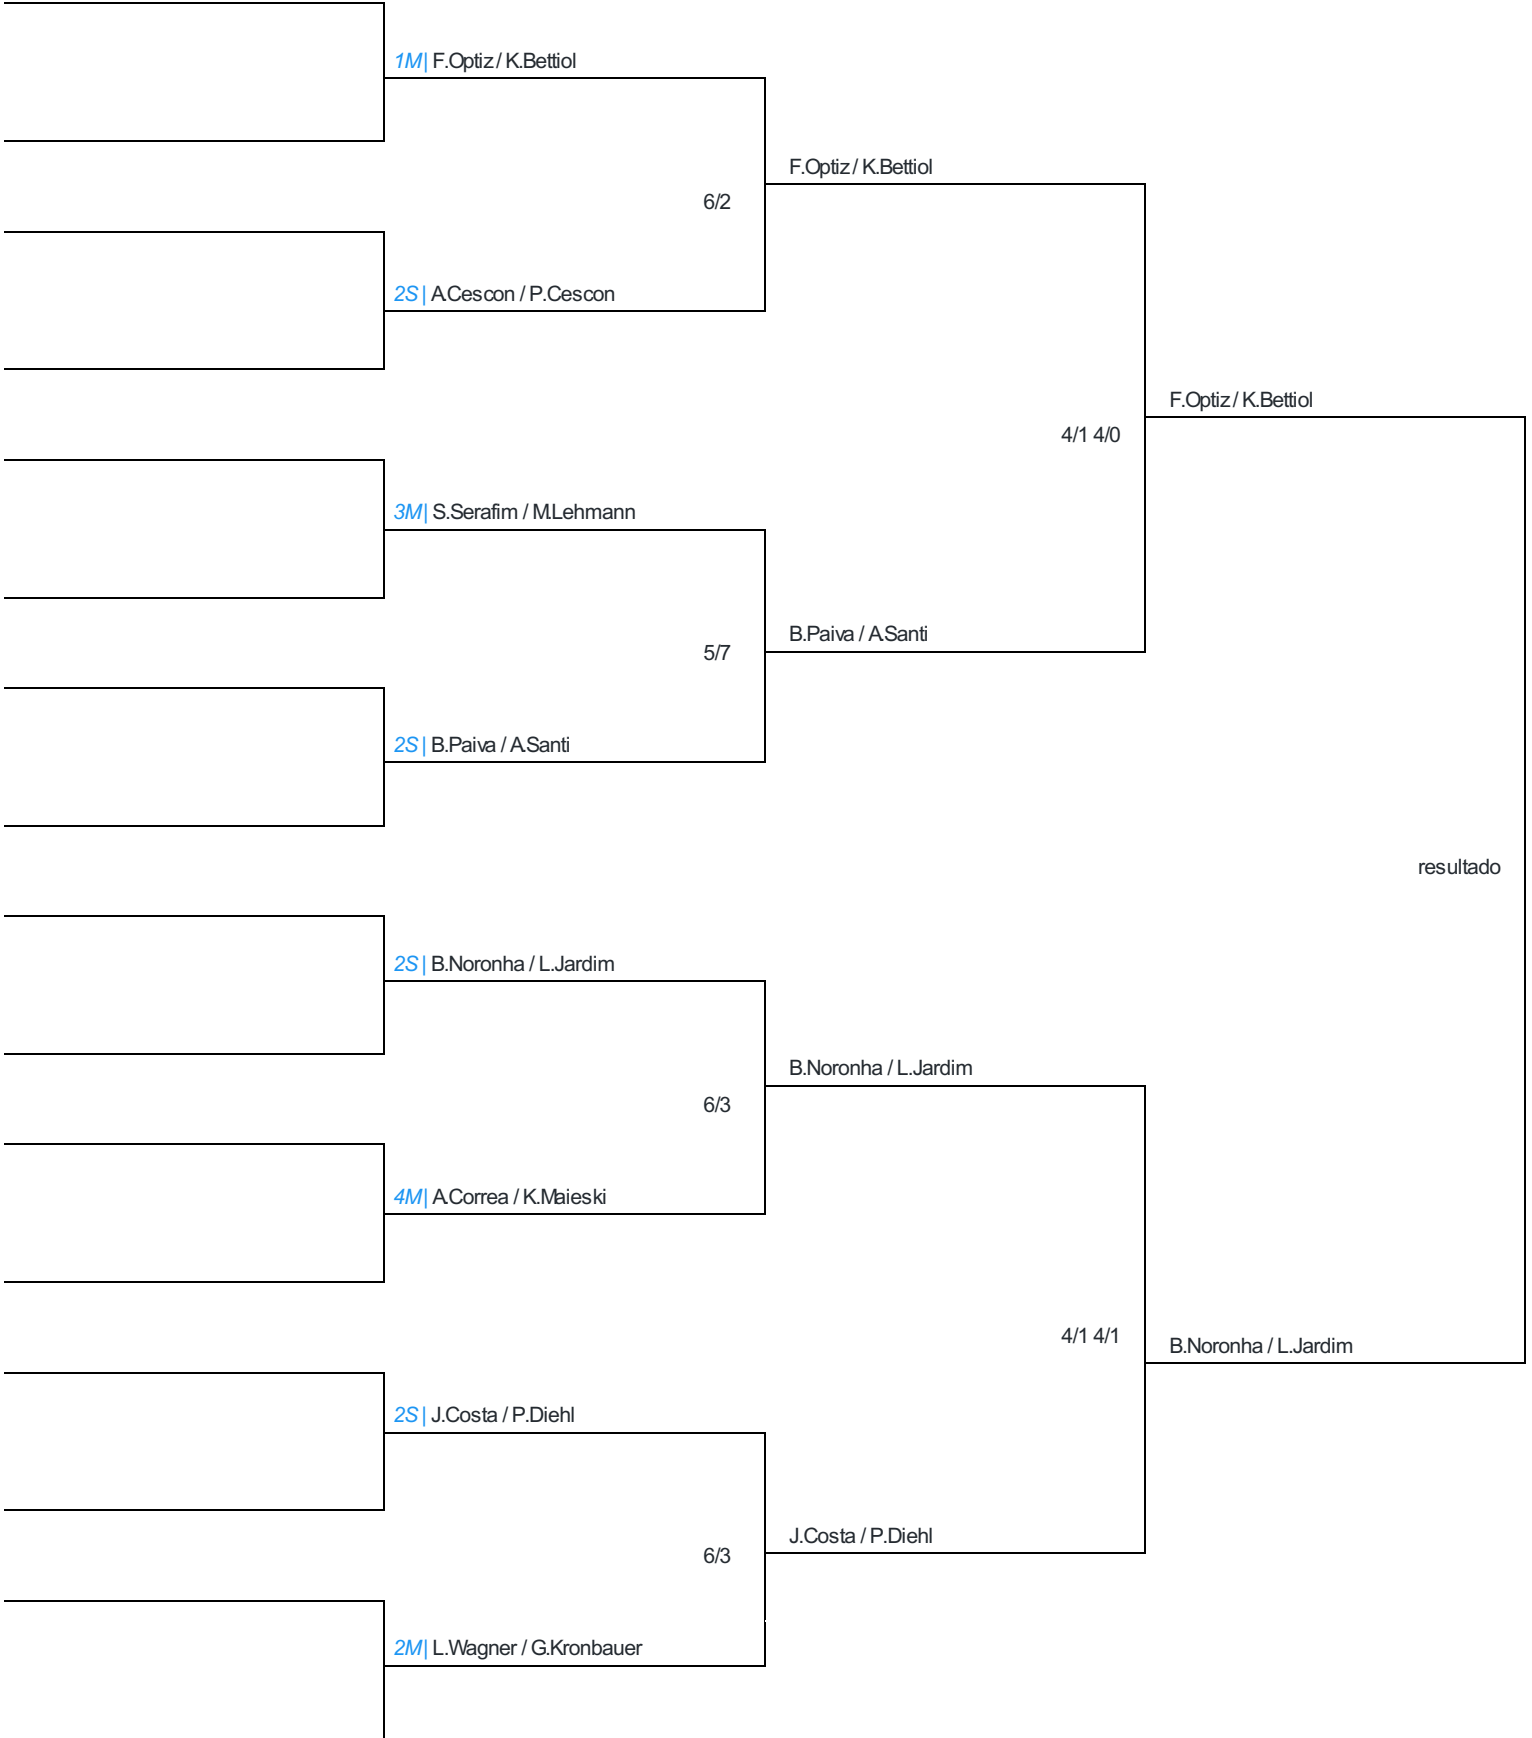 1M| F.Optiz / K.Bettiol
F.Optiz / K.Bettiol
6/2
2S| A.Cescon / P.Cescon
F.Optiz / K.Bettiol
4/1 4/0
3M| S.Serafim / M.Lehmann
B.Paiva / A.Santi
5/7
2S| B.Paiva / A.Santi
resultado
2S| B.Noronha / L.Jardim
B.Noronha / L.Jardim
6/3
4M| A.Correa / K.Maieski
4/1 4/1
B.Noronha / L.Jardim
2S| J.Costa / P.Diehl
J.Costa / P.Diehl
6/3
2M| L.Wagner / G.Kronbauer